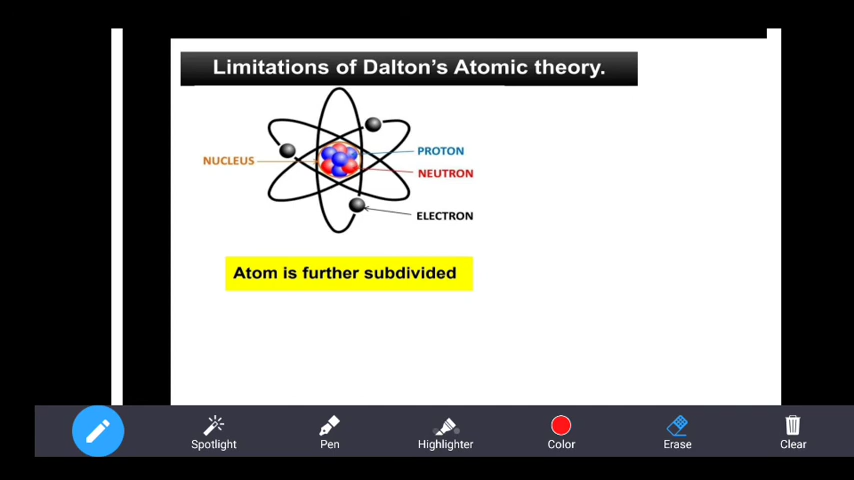 Limitations of Dalton's Atomic theory.
PROTON
NUCLEUS
NEUTRON
ELECTRON
Atom is further subdivided
Spotlight
Pen
Highlighter
Color
Erase
Clear